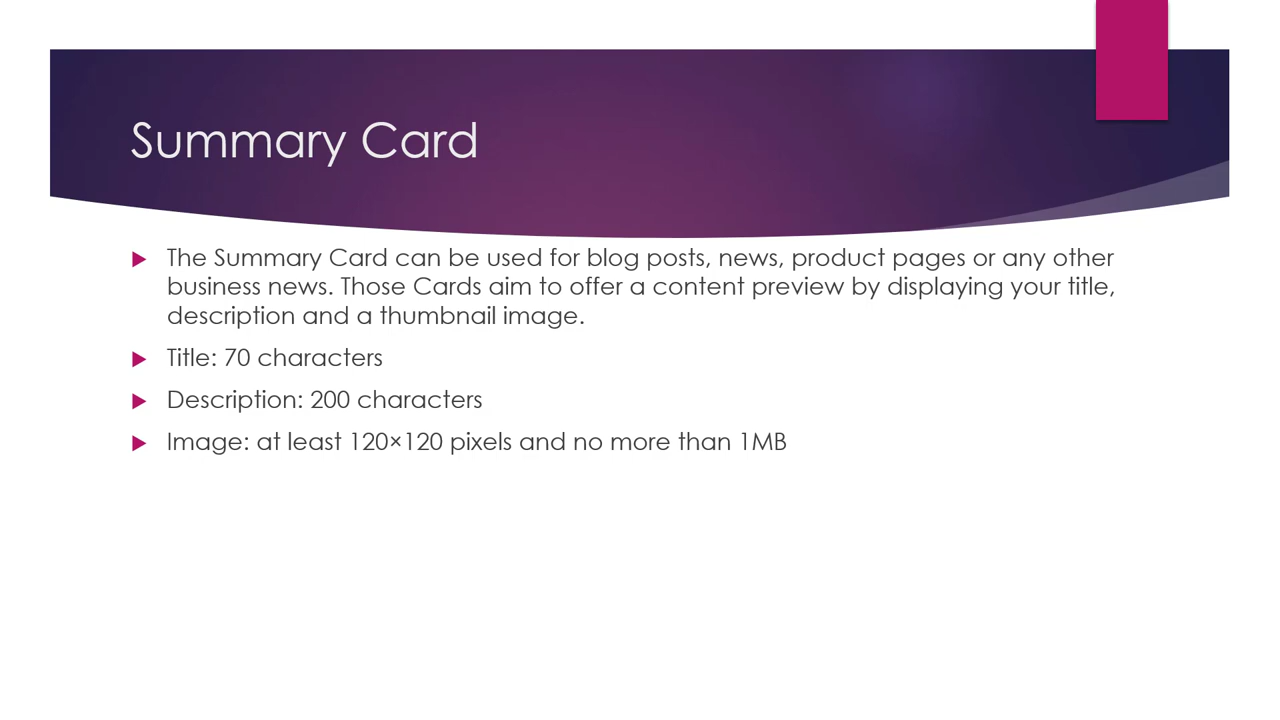 Summary Card
The Summary Card can be used for blog posts, news, product pages or any other
business news. Those Cards aim to offer a content preview by displaying your title,
description and a thumbnail image.
Title: 70 characters
Description: 200 characters
Image: at least 120×120 pixels and no more than 1MB